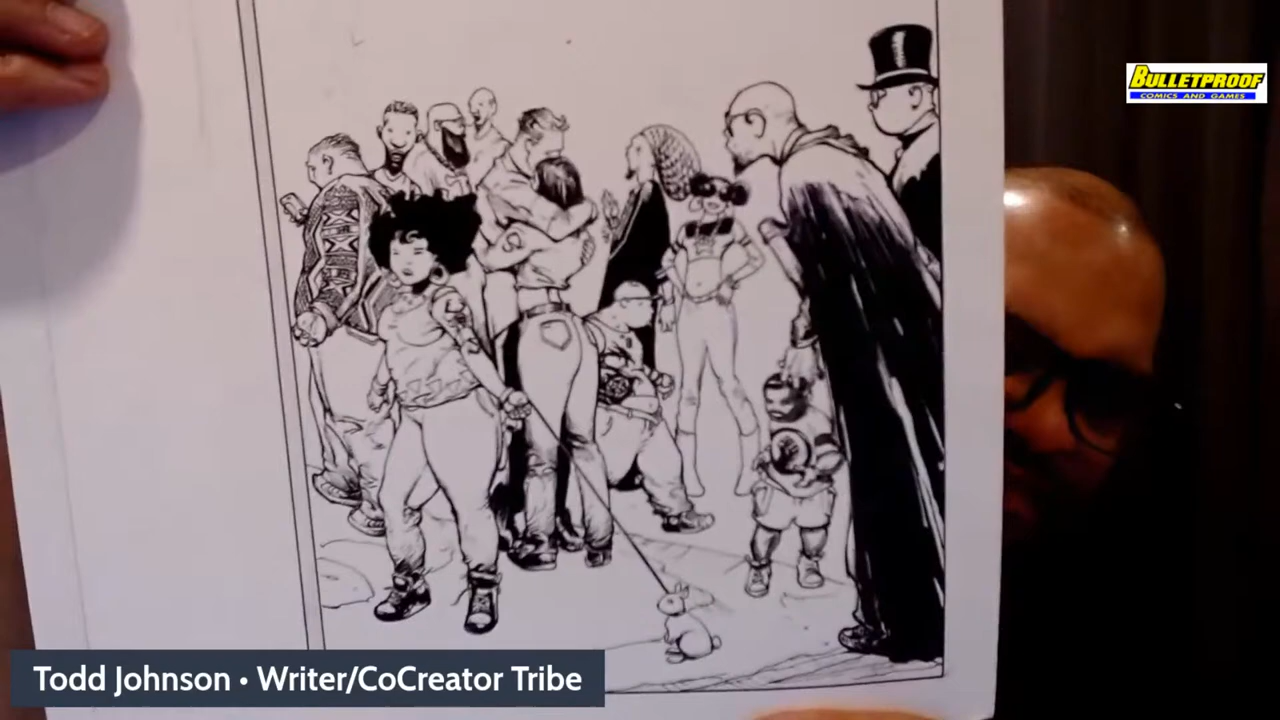 BULLETPROOF
COMICS AND GAMES
Todd Johnson • Writer/CoCreator Tribe